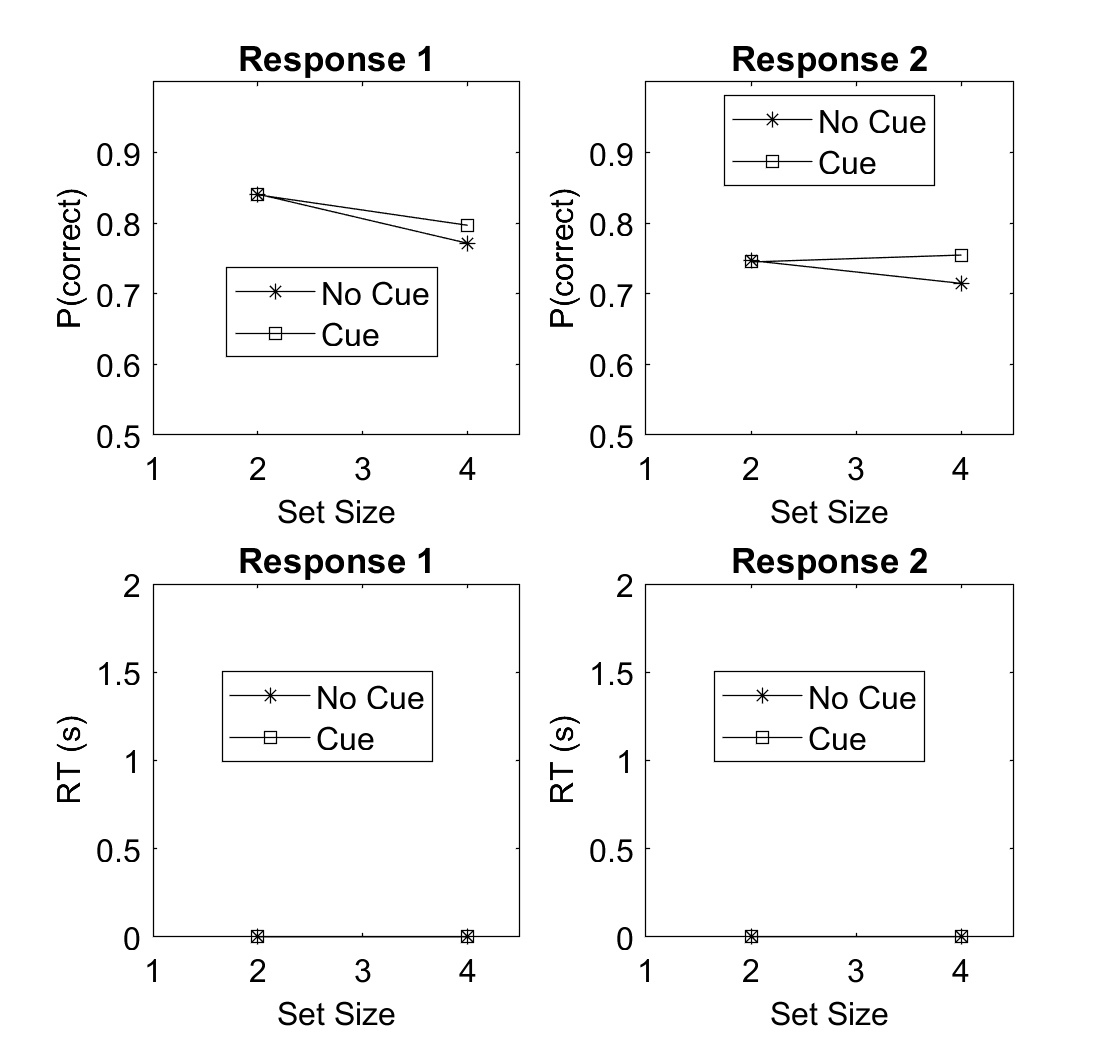 Response 1
P(correct)
0.9
0.8
0.7
0.6
0.5
1 2 3 4
Set Size
No Cue
Cue
Response 2
P(correct)
0.9
0.8
0.7
0.6
0.5
1 2 3 4
Set Size
No Cue
Cue
Response 1
RT (s)
2
1.5
1
0.5
0
1 2 3 4
Set Size
No Cue
Cue
Response 2
RT (s)
2
1.5
1
0.5
0
1 2 3 4
Set Size
No Cue
Cue